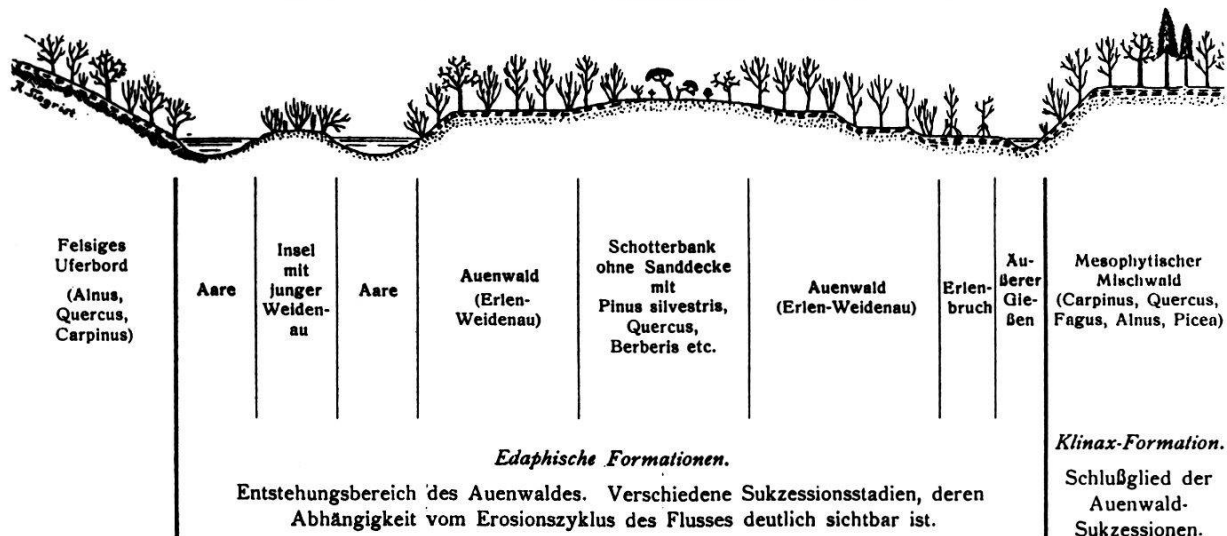 R. Siegrist
Felsiges
Uferbord
(Alnus,
Quercus,
Carpinus)
Aare
Insel
mit
junger
Weiden-
au
Aare
Auenwald
(Erlen-
Weidenau)
Schotterbank
ohne Sanddecke
mit
Pinus silvestris,
Quercus,
Berberis etc.
Auenwald
(Erlen-Weidenau)
Erlen-
bruch
Äu-
ßerer
Gie-
ßen
Mesophytischer
Mischwald
(Carpinus, Quercus,
Fagus, Alnus, Picea)
Edaphische Formationen.
Entstehungsbereich des Auenwaldes. Verschiedene Sukzessionsstadien, deren
Abhängigkeit vom Erosionszyklus des Flusses deutlich sichtbar ist.
Klinax-Formation.
Schlußglied der
Auenwald-
Sukzessionen.